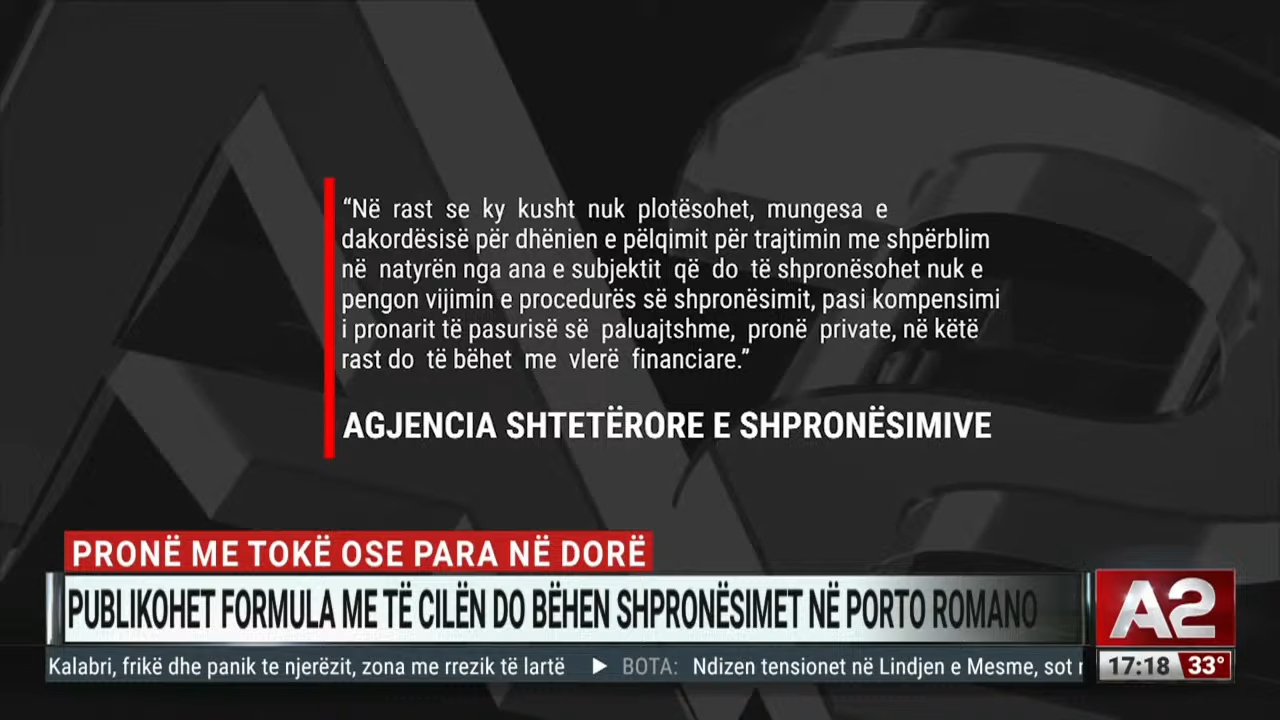 “Në rast se ky kusht nuk plotësohet, mungesa e
dakordësisë për dhënien e pëlqimit për trajtimin me shpërblim
në natyrën nga ana e subjektit që do të shpronësohet nuk e
pengon vijimin e procedurës së shpronësimit, pasi kompensimi
i pronarit të pasurisë së paluajtshme, pronë private, në këtë
rast do të bëhet me vlerë financiare.”
AGJENCIA SHTETËRORE E SHPRONËSIMIVE
PRONË ME TOKË OSE PARA NË DORË
PUBLIKOHET FORMULA ME TË CILËN DO BËHEN SHPRONËSIMET NË PORTO ROMANO
A2
Kalabri, frikë dhe panik te njerëzit, zona me rrezik të lartë ▶ BOTA: Ndizen tensionet në Lindjen e Mesme, sot
17:18 33°